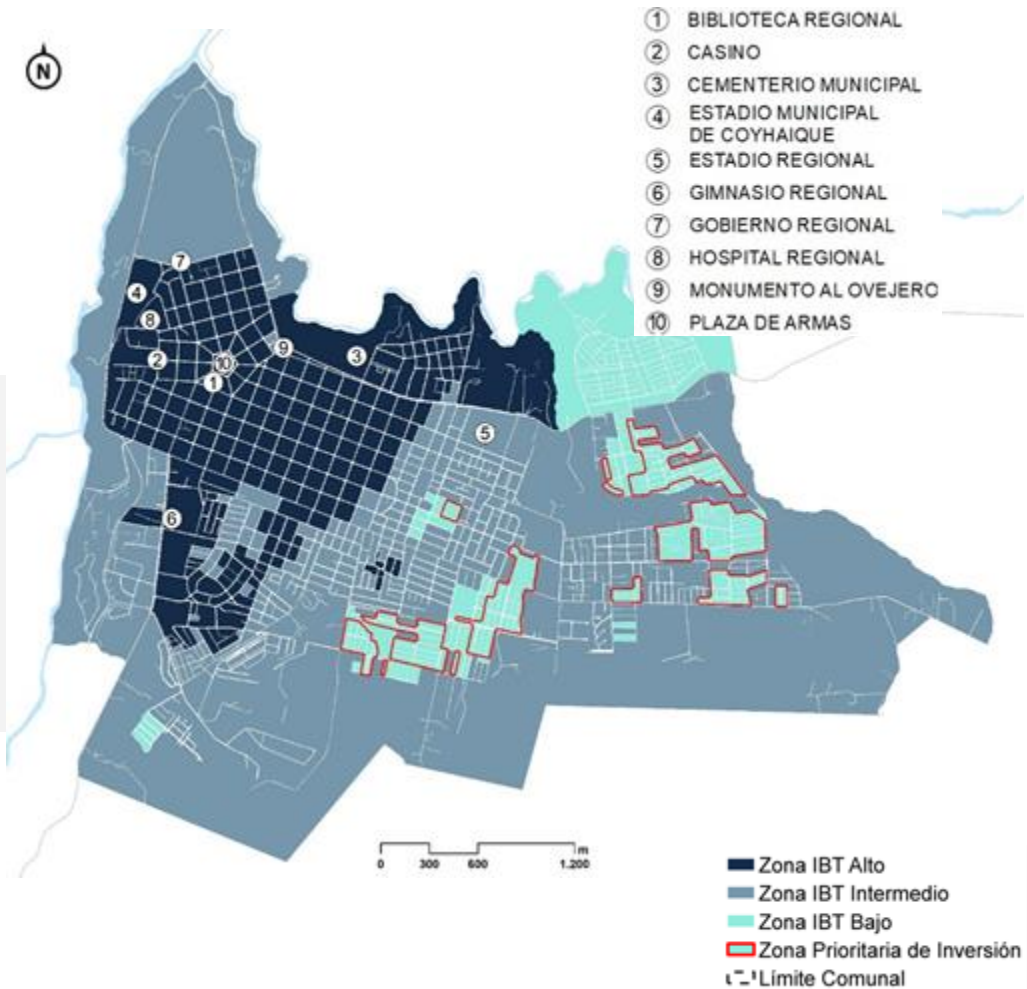 N
① BIBLIOTECA REGIONAL
② CASINO
③ CEMENTERIO MUNICIPAL
④ ESTADIO MUNICIPAL
DE COYHAIQUE
⑤ ESTADIO REGIONAL
⑥ GIMNASIO REGIONAL
⑦ GOBIERNO REGIONAL
⑧ HOSPITAL REGIONAL
⑨ MONUMENTO AL OVEJERO
⑩ PLAZA DE ARMAS
⑦
④
⑧
⑨
② ⑩ ③
①
⑤
⑥
m
0 300 600 1.200
Zona IBT Alto
Zona IBT Intermedio
Zona IBT Bajo
Zona Prioritaria de Inversión
Límite Comunal